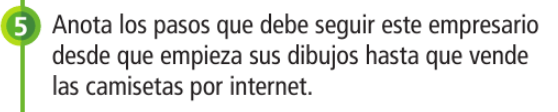 5 Anota los pasos que debe seguir este empresario
desde que empieza sus dibujos hasta que vende
las camisetas por internet.